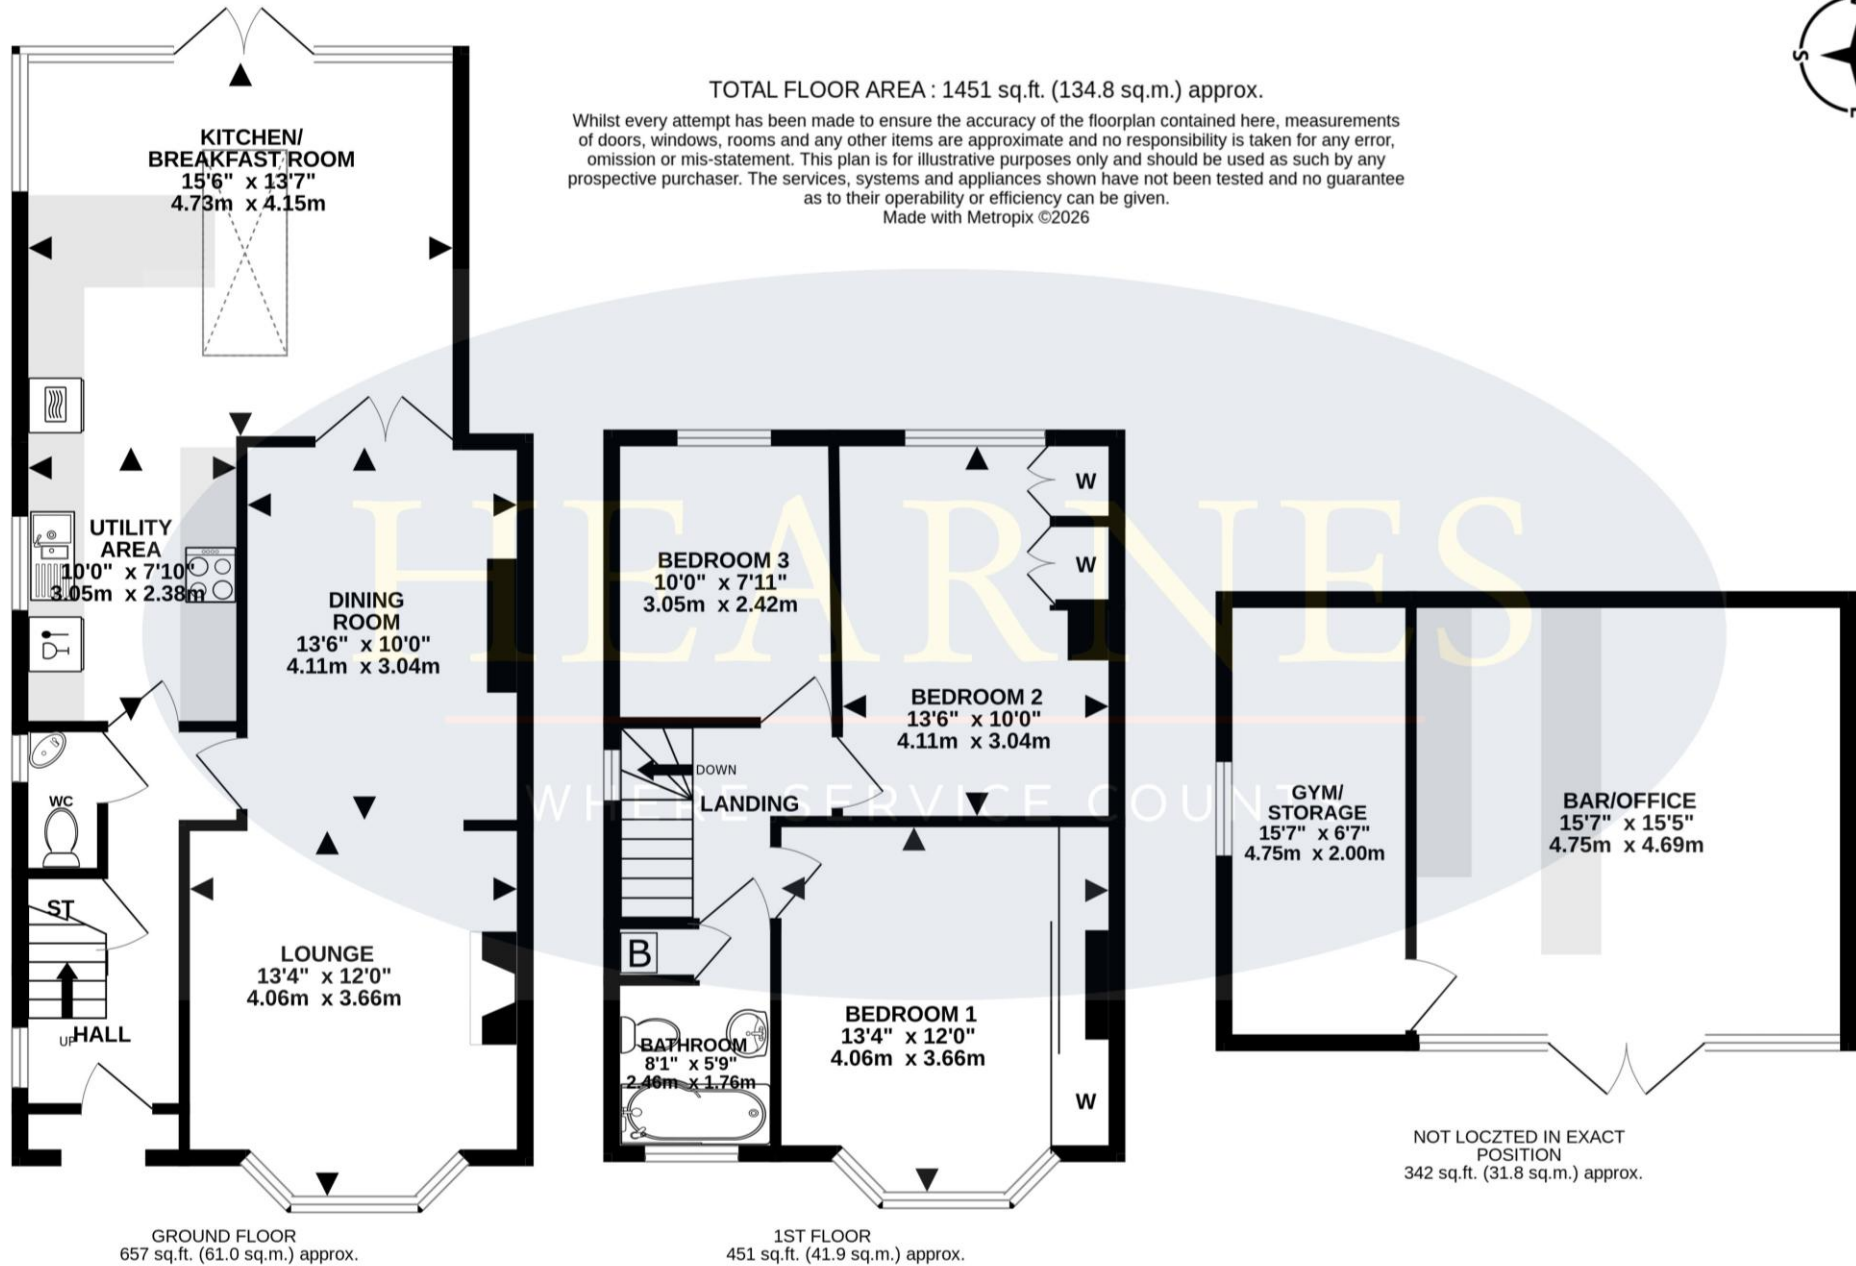 TOTAL FLOOR AREA : 1451 sq.ft. (134.8 sq.m.) approx.
Whilst every attempt has been made to ensure the accuracy of the floorplan contained here, measurements
of doors, windows, rooms and any other items are approximate and no responsibility is taken for any error,
omission or mis-statement. This plan is for illustrative purposes only and should be used as such by any
prospective purchaser. The services, systems and appliances shown have not been tested and no guarantee
as to their operability or efficiency can be given.
Made with Metropix ©2026
S
KITCHEN/
BREAKFAST ROOM
15'6" x 13'7"
4.73m x 4.15m
UTILITY
AREA
10'0" x 7'10"
3.05m x 2.38m
DINING
ROOM
13'6" x 10'0"
4.11m x 3.04m
WC
ST
UP
HALL
LOUNGE
13'4" x 12'0"
4.06m x 3.66m
GROUND FLOOR
657 sq.ft. (61.0 sq.m.) approx.
HEARNES
WHERE SERVICE COUNT
BEDROOM 3
10'0" x 7'11"
3.05m x 2.42m
W
W
BEDROOM 2
13'6" x 10'0"
4.11m x 3.04m
DOWN
LANDING
B
BATHROOM
8'1" x 5'9"
2.46m x 1.76m
BEDROOM 1
13'4" x 12'0"
4.06m x 3.66m
W
1ST FLOOR
451 sq.ft. (41.9 sq.m.) approx.
GYM/
STORAGE
15'7" x 6'7"
4.75m x 2.00m
BAR/OFFICE
15'7" x 15'5"
4.75m x 4.69m
NOT LOCZTED IN EXACT
POSITION
342 sq.ft. (31.8 sq.m.) approx.